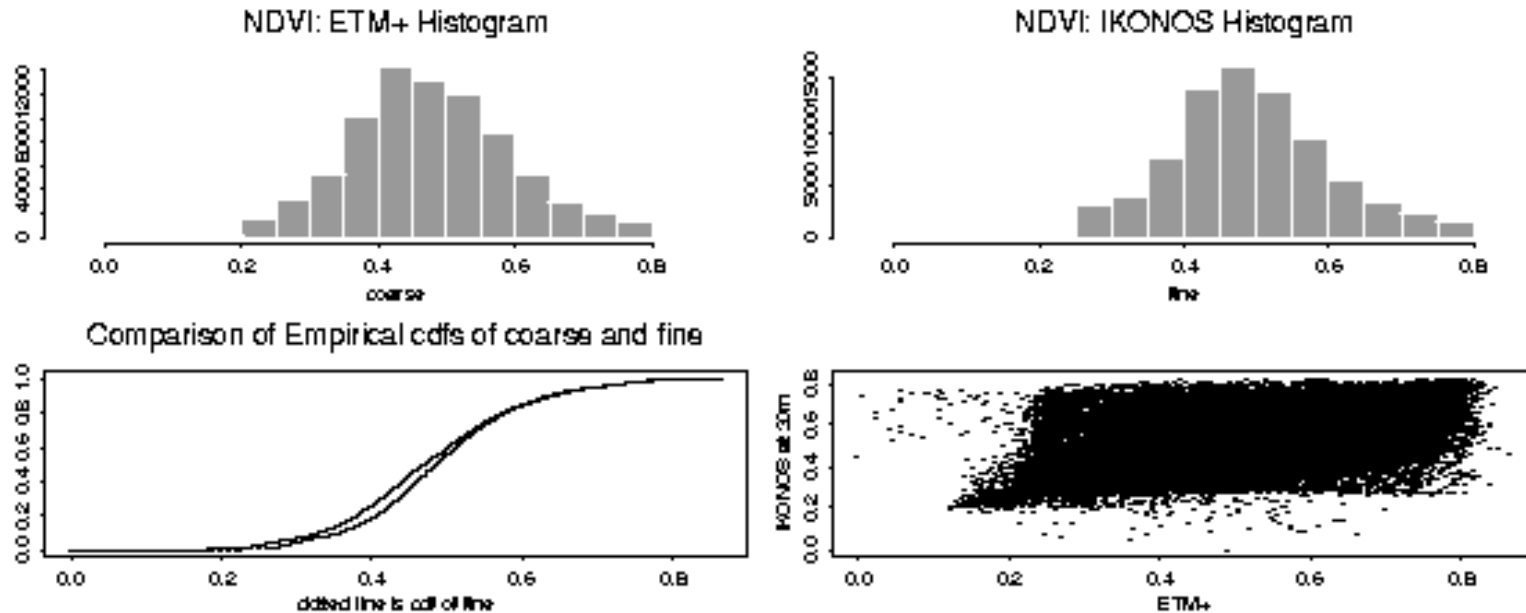 NDVI: ETM+ Histogram
NDVI: IKONOS Histogram
0 4000 8000 12000
0.0 0.2 0.4 0.6 0.8
coarse
0 5000 10000 15000
0.0 0.2 0.4 0.6 0.8
fine
Comparison of Empirical cdfs of coarse and fine
0.0 0.2 0.4 0.6 0.8 1.0
0.0 0.2 0.4 0.6 0.8
dotted line is cdf of fine
IKONOS at 30m
0.0 0.2 0.4 0.6 0.8
0.0 0.2 0.4 0.6 0.8
ETM+